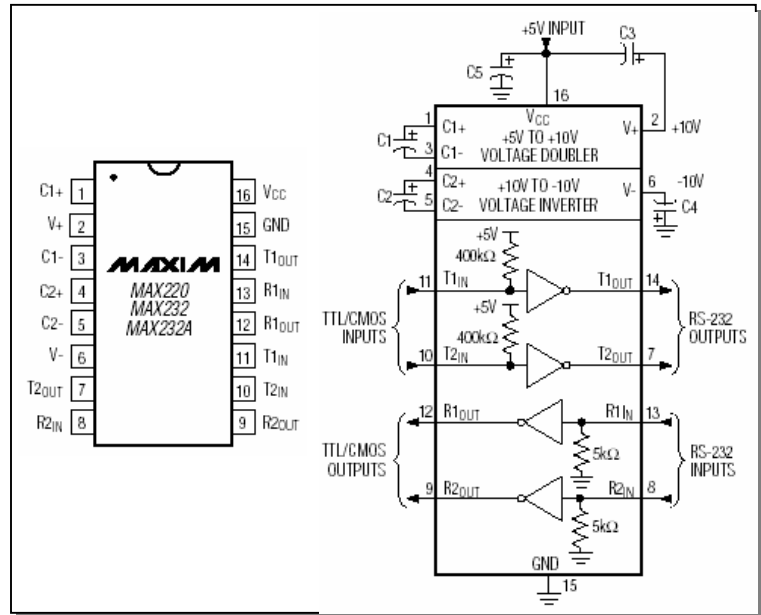 C1+ 1
V+ 2
C1- 3
C2+ 4
C2- 5
V- 6
T2OUT 7
R2IN 8
MAXIM
MAX220
MAX232
MAX232A
16 VCC
15 GND
14 T1OUT
13 R1IN
12 R1OUT
11 T1IN
10 T2IN
9 R2OUT
+5V INPUT
C3
+
C5 +
16
VCC
1 C1+
C1 +
3 C1-
+5V TO +10V
VOLTAGE DOUBLER
V+ 2 +10V
4 C2+
C2 +
5 C2-
+10V TO -10V
VOLTAGE INVERTER
V- 6 -10V
+ C4
+5V
400kΩ
11 T1IN
T1OUT 14
+5V
400kΩ
10 T2IN
T2OUT 7
TTL/CMOS
INPUTS
RS-232
OUTPUTS
12 R1OUT
R1IN 13
5kΩ
9 R2OUT
R2IN 8
5kΩ
TTL/CMOS
OUTPUTS
RS-232
INPUTS
GND
15